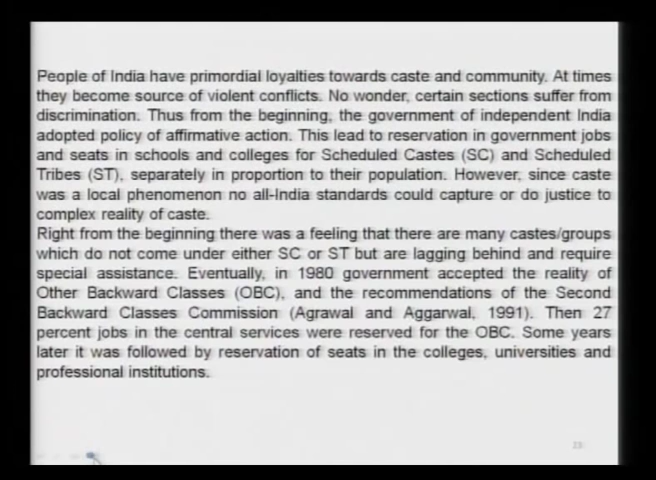 People of India have primordial loyalties towards caste and community. At times
they become source of violent conflicts. No wonder, certain sections suffer from
discrimination. Thus from the beginning, the government of independent India
adopted policy of affirmative action. This lead to reservation in government jobs
and seats in schools and colleges for Scheduled Castes (SC) and Scheduled
Tribes (ST), separately in proportion to their population. However, since caste
was a local phenomenon no all-India standards could capture or do justice to
complex reality of caste.
Right from the beginning there was a feeling that there are many castes/groups
which do not come under either SC or ST but are lagging behind and require
special assistance. Eventually, in 1980 government accepted the reality of
Other Backward Classes (OBC), and the recommendations of the Second
Backward Classes Commission (Agrawal and Aggarwal, 1991). Then 27
percent jobs in the central services were reserved for the OBC. Some years
later it was followed by reservation of seats in the colleges, universities and
professional institutions.